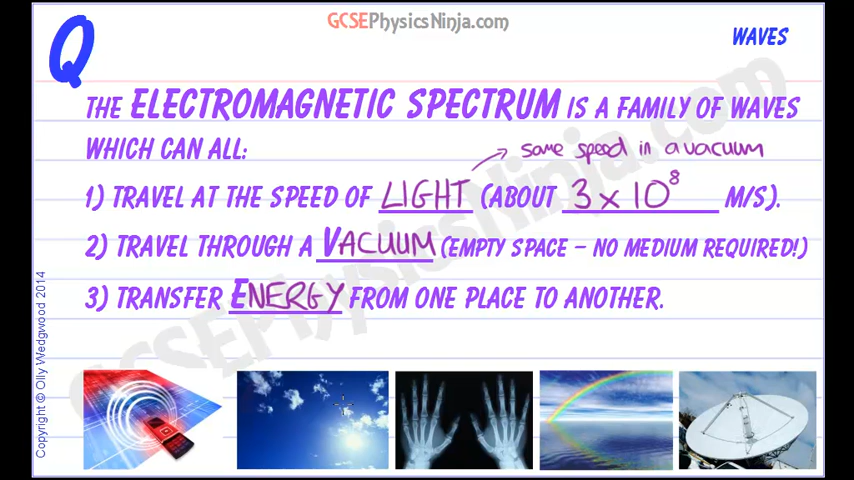 GCSEPhysicsNinja.com
Q
WAVES
THE ELECTROMAGNETIC SPECTRUM IS A FAMILY OF WAVES
WHICH CAN ALL:
same speed in a vacuum
1) TRAVEL AT THE SPEED OF LIGHT (ABOUT 3 x 10⁸ M/S).
2) TRAVEL THROUGH A VACUUM (EMPTY SPACE – NO MEDIUM REQUIRED!)
3) TRANSFER ENERGY FROM ONE PLACE TO ANOTHER.
GCSEPhysicsNinja.com
Copyright © Olly Wedgwood 2014